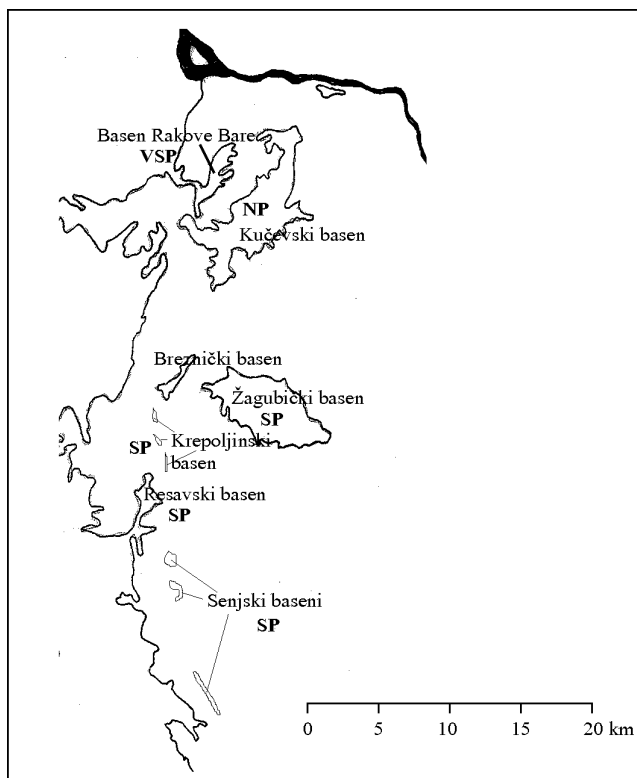 Basen Rakove Bare
VSP
NP
Kučevski basen
Breznički basen
Žagubički basen
SP
SP
Krepoljinski
basen
Resavski basen
SP
Senjski baseni
SP
0 5 10 15 20 km